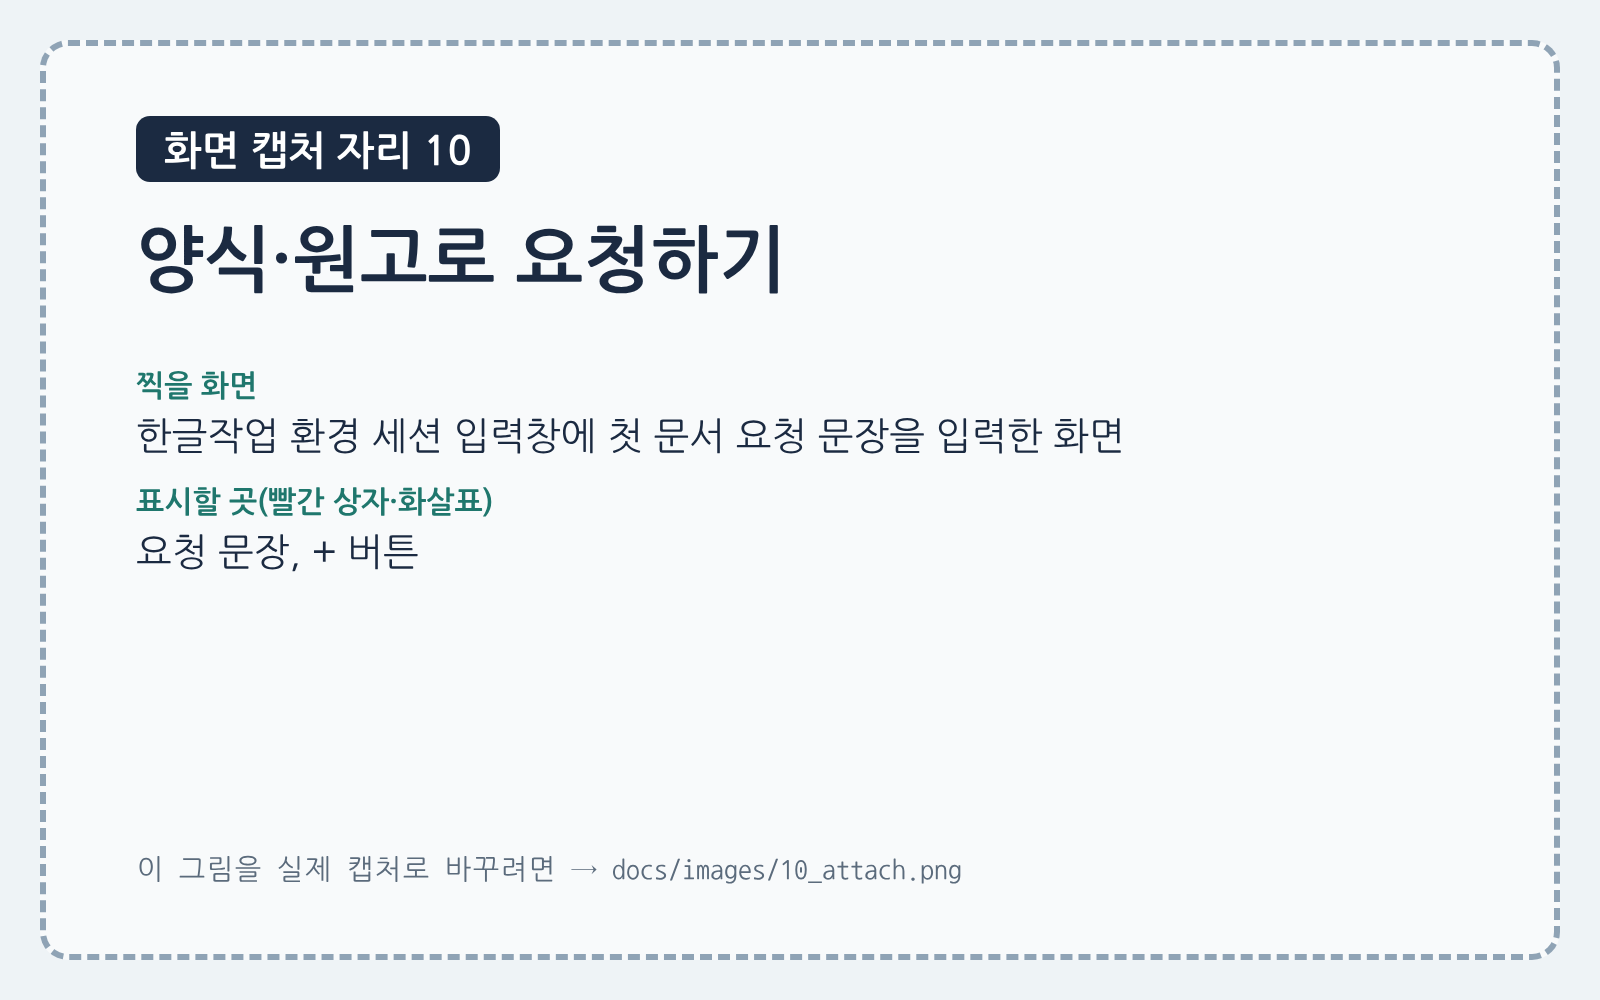 화면 캡처 자리 10
양식·원고로 요청하기
찍을 화면
한글작업 환경 세션 입력창에 첫 문서 요청 문장을 입력한 화면
표시할 곳(빨간 상자·화살표)
요청 문장, + 버튼
이 그림을 실제 캡처로 바꾸려면 → docs/images/10_attach.png